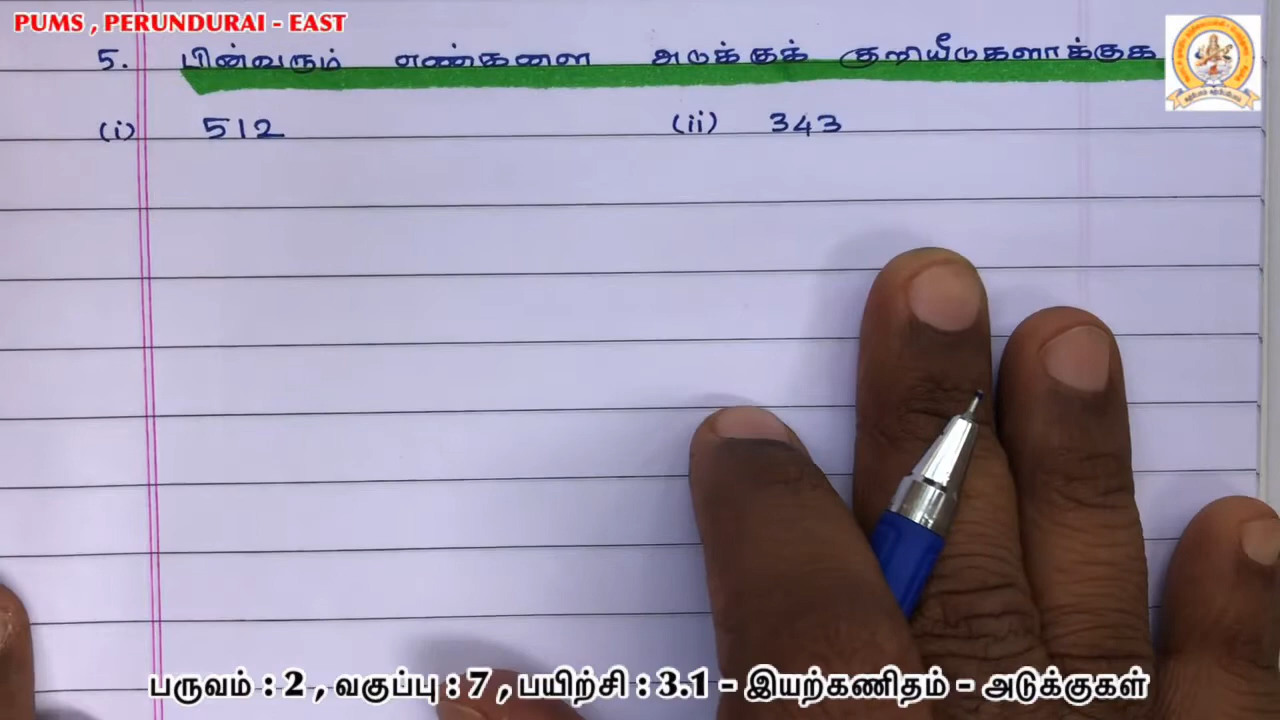 PUMS , PERUNDURAI - EAST
5. பின்வரும் எண்களை அடுக்குக் குறியீடுகளாக்குக
(i) 512 (ii) 343
பருவம் : 2 , வகுப்பு : 7 , பயிற்சி : 3.1 - இயற்கணிதம் - அடுக்குகள்